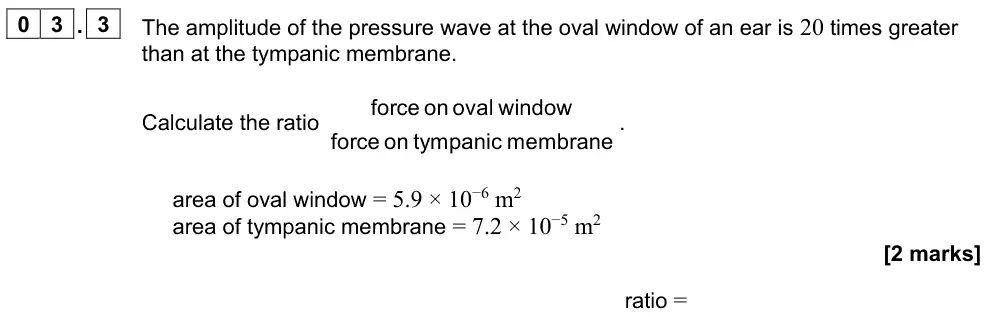 03.3 The amplitude of the pressure wave at the oval window of an ear is 20 times greater
than at the tympanic membrane.
Calculate the ratio force on oval window / force on tympanic membrane .
area of oval window = 5.9 × 10⁻⁶ m²
area of tympanic membrane = 7.2 × 10⁻⁵ m²
[2 marks]
ratio =